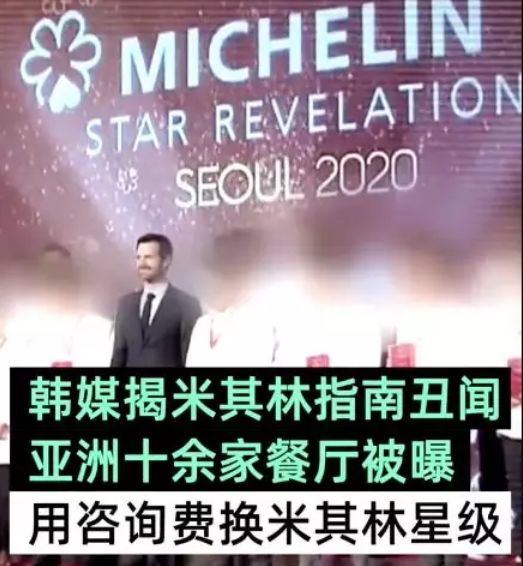 MICHELIN
STAR REVELATION
SEOUL 2020
韩媒揭米其林指南丑闻
亚洲十余家餐厅被曝
用咨询费换米其林星级